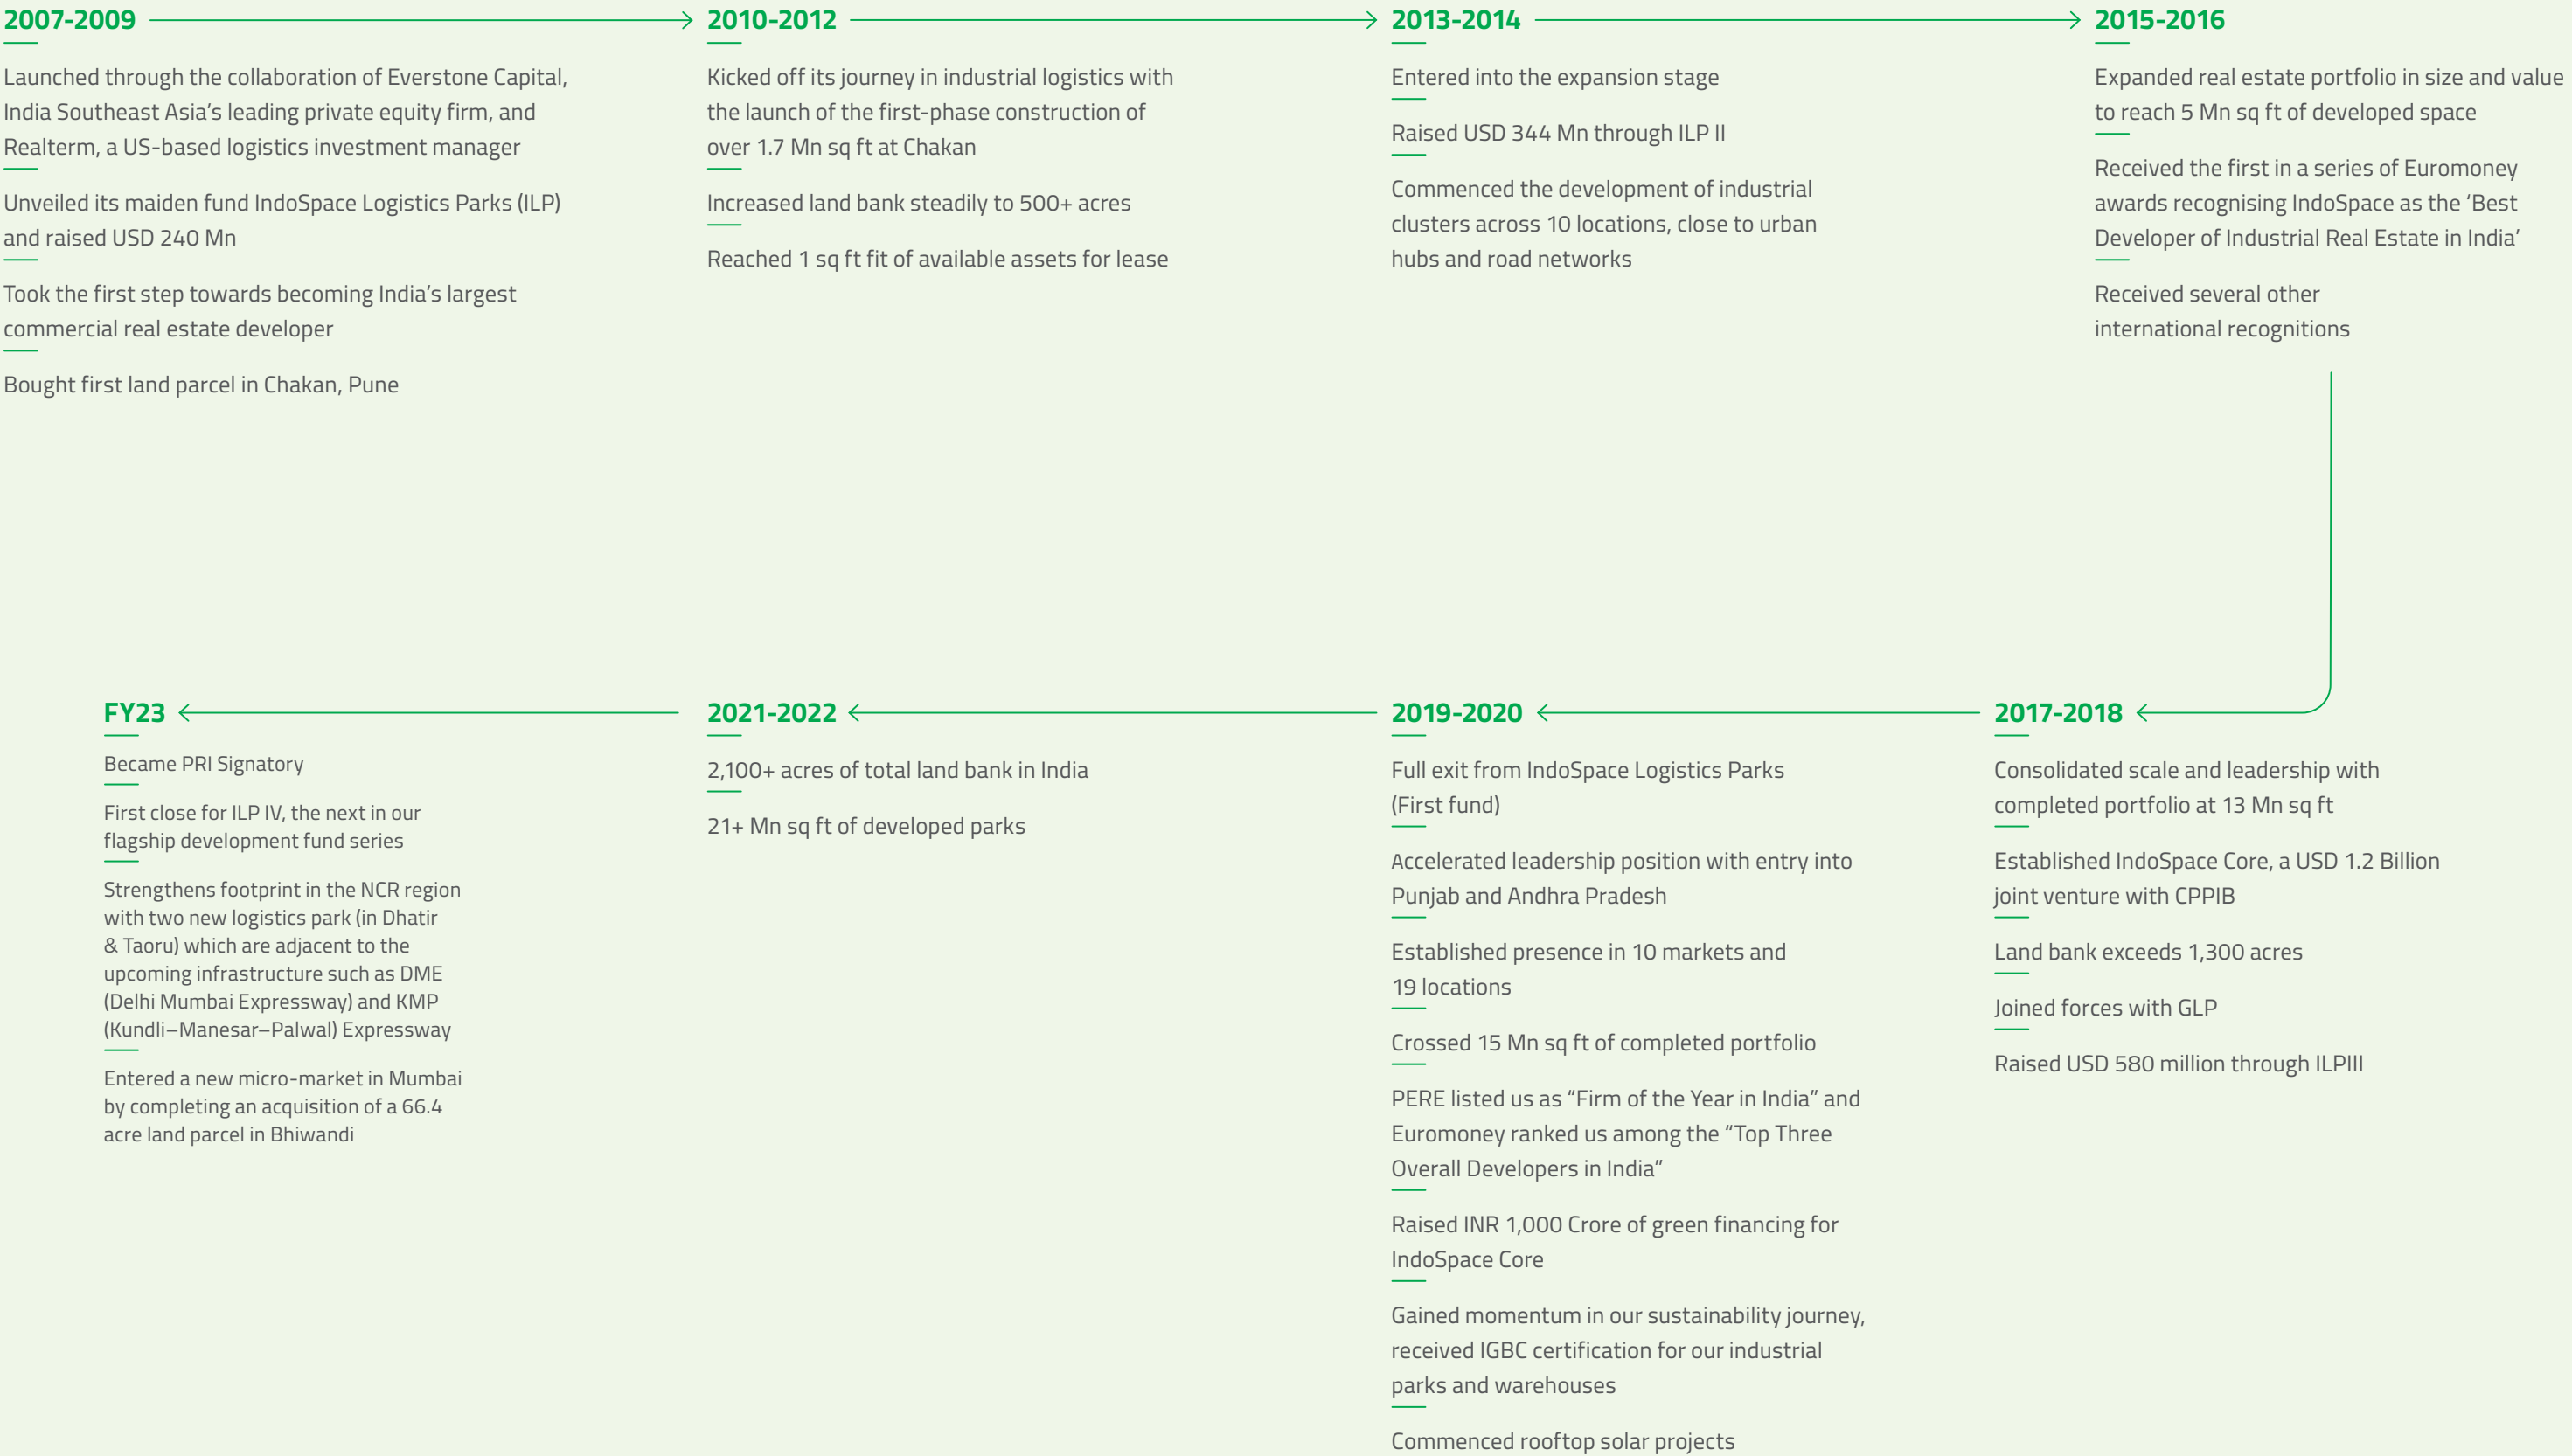 2007-2009
Launched through the collaboration of Everstone Capital,
India Southeast Asia’s leading private equity firm, and
Realterm, a US-based logistics investment manager
Unveiled its maiden fund IndoSpace Logistics Parks (ILP)
and raised USD 240 Mn
Took the first step towards becoming India’s largest
commercial real estate developer
Bought first land parcel in Chakan, Pune
2010-2012
Kicked off its journey in industrial logistics with
the launch of the first-phase construction of
over 1.7 Mn sq ft at Chakan
Increased land bank steadily to 500+ acres
Reached 1 sq ft fit of available assets for lease
2013-2014
Entered into the expansion stage
Raised USD 344 Mn through ILP II
Commenced the development of industrial
clusters across 10 locations, close to urban
hubs and road networks
2015-2016
Expanded real estate portfolio in size and value
to reach 5 Mn sq ft of developed space
Received the first in a series of Euromoney
awards recognising IndoSpace as the ‘Best
Developer of Industrial Real Estate in India’
Received several other
international recognitions
2017-2018
Consolidated scale and leadership with
completed portfolio at 13 Mn sq ft
Established IndoSpace Core, a USD 1.2 Billion
joint venture with CPPIB
Land bank exceeds 1,300 acres
Joined forces with GLP
Raised USD 580 million through ILPIII
2019-2020
Full exit from IndoSpace Logistics Parks
(First fund)
Accelerated leadership position with entry into
Punjab and Andhra Pradesh
Established presence in 10 markets and
19 locations
Crossed 15 Mn sq ft of completed portfolio
PERE listed us as “Firm of the Year in India” and
Euromoney ranked us among the “Top Three
Overall Developers in India”
Raised INR 1,000 Crore of green financing for
IndoSpace Core
Gained momentum in our sustainability journey,
received IGBC certification for our industrial
parks and warehouses
Commenced rooftop solar projects
2021-2022
2,100+ acres of total land bank in India
21+ Mn sq ft of developed parks
FY23
Became PRI Signatory
First close for ILP IV, the next in our
flagship development fund series
Strengthens footprint in the NCR region
with two new logistics park (in Dhatir
& Taoru) which are adjacent to the
upcoming infrastructure such as DME
(Delhi Mumbai Expressway) and KMP
(Kundli–Manesar–Palwal) Expressway
Entered a new micro-market in Mumbai
by completing an acquisition of a 66.4
acre land parcel in Bhiwandi